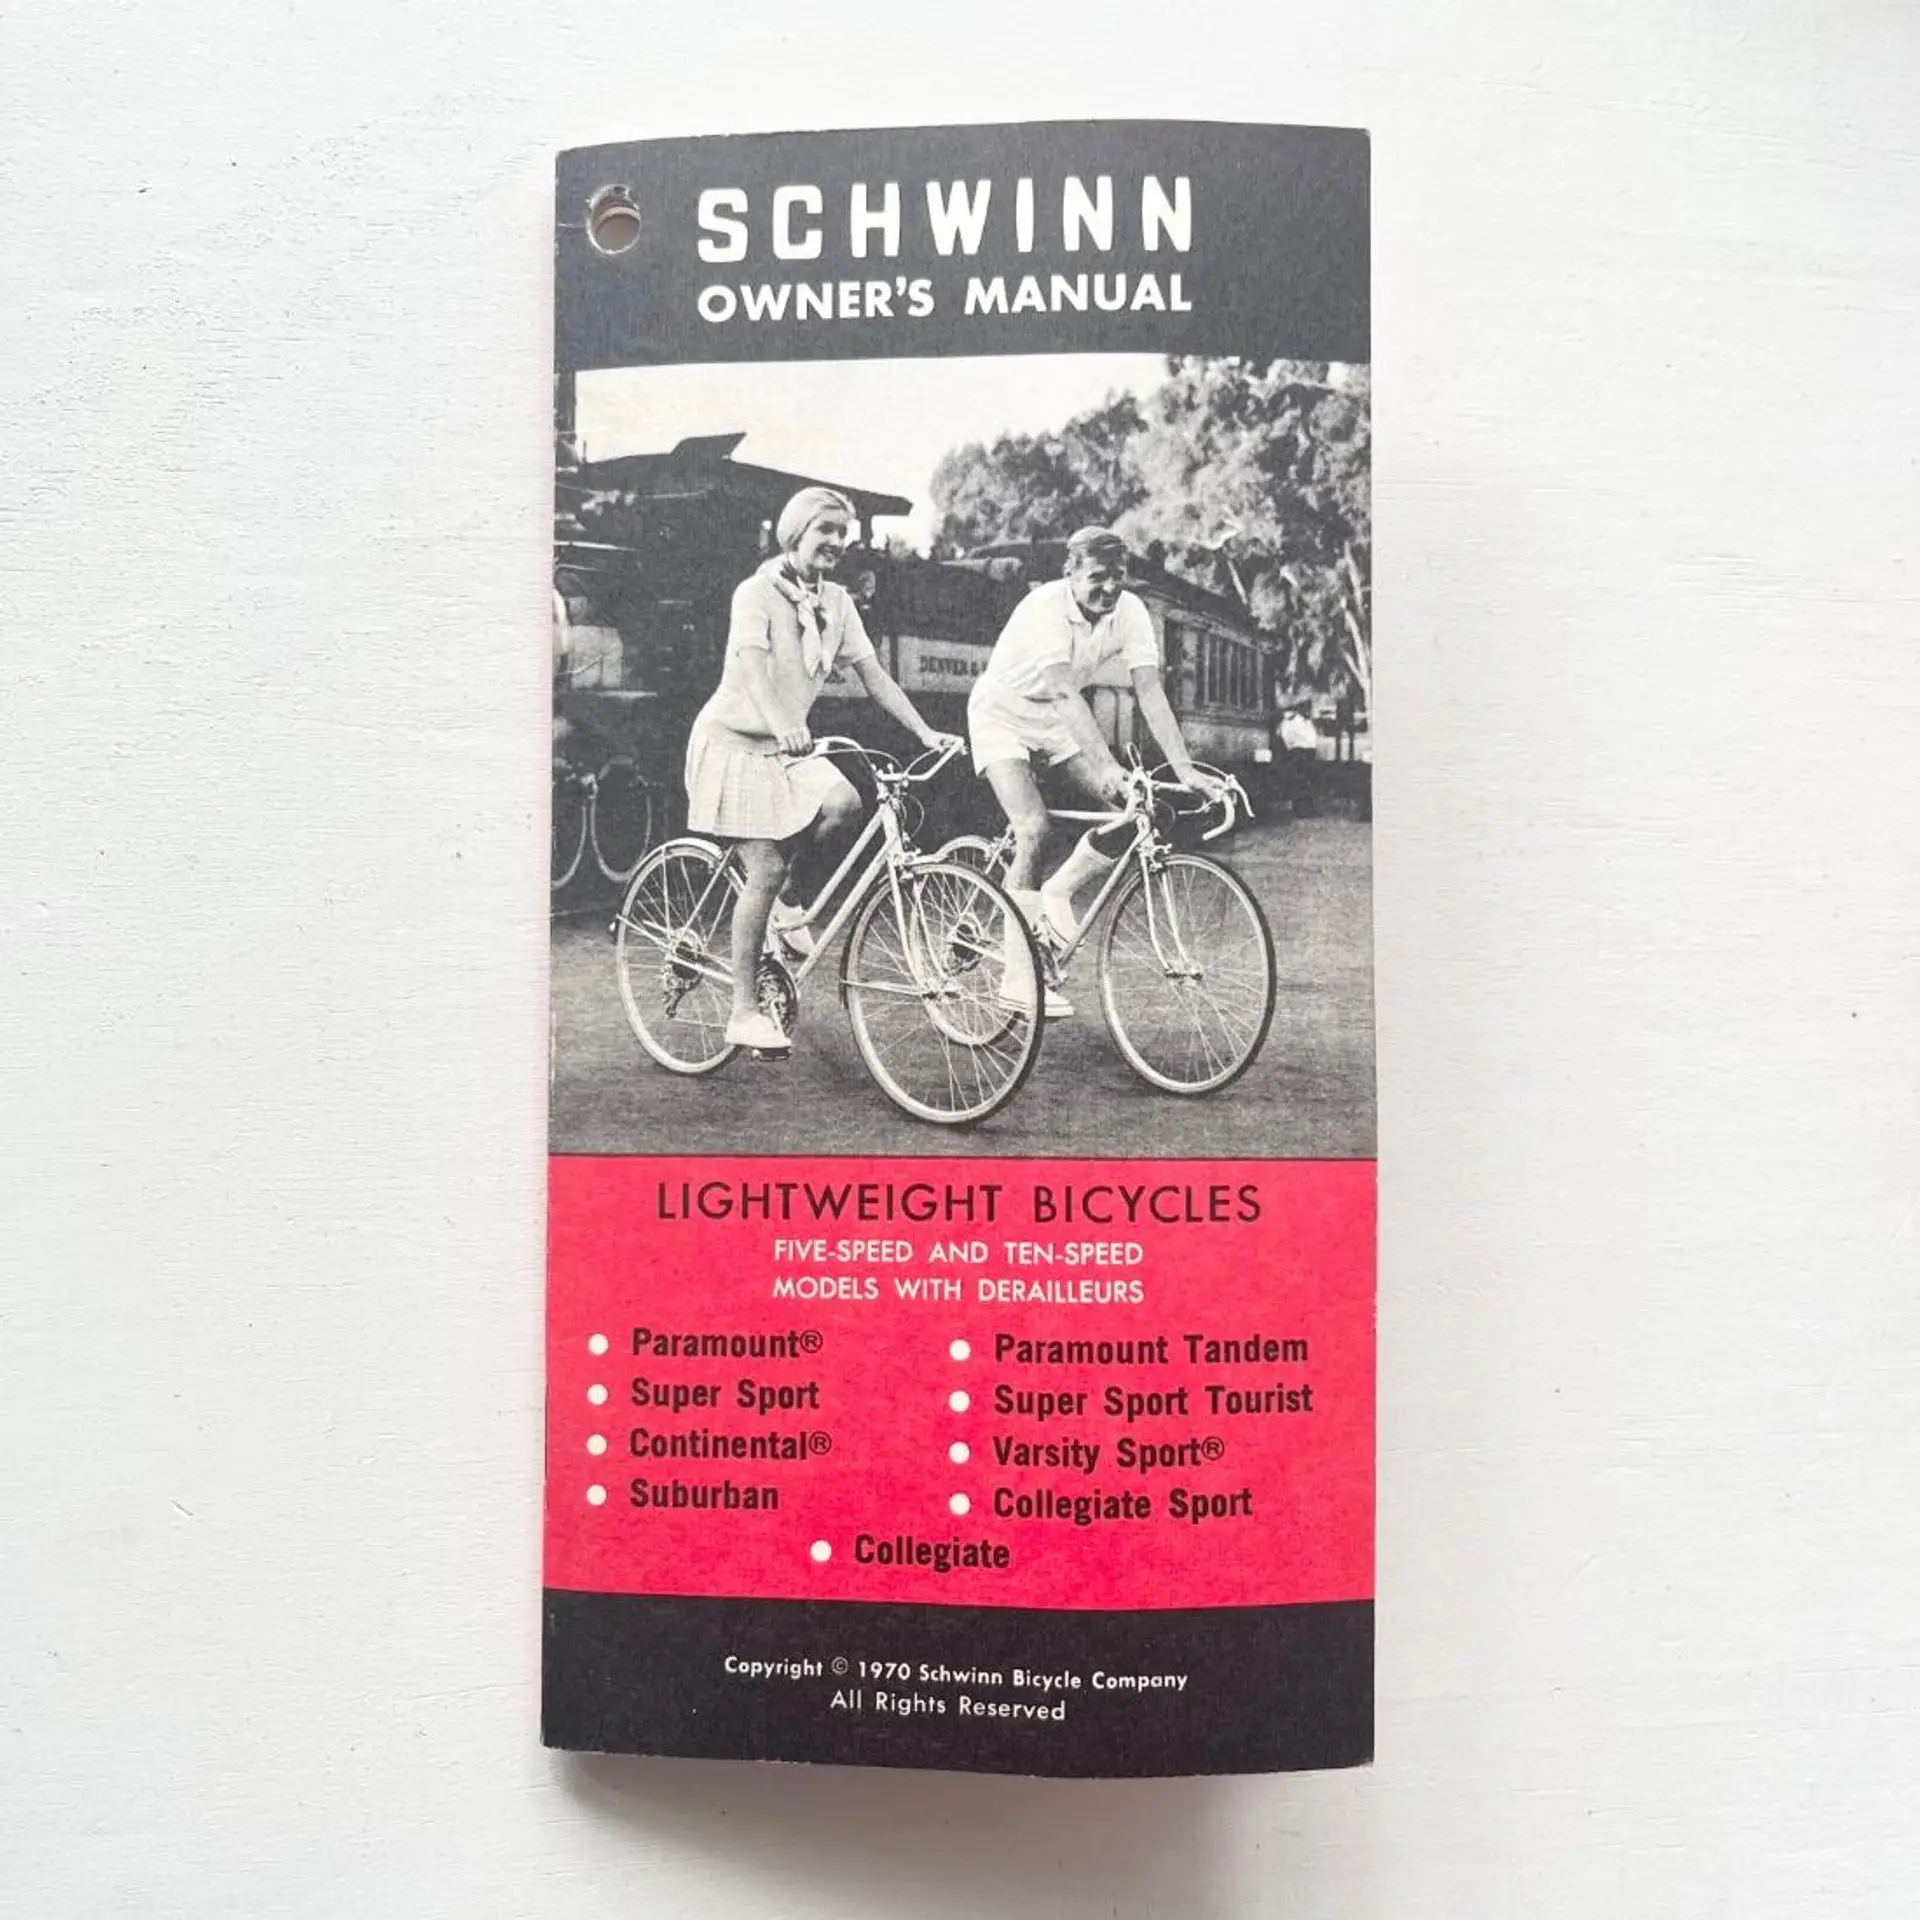 SCHWINN
OWNER'S MANUAL
DENVER &
LIGHTWEIGHT BICYCLES
FIVE-SPEED AND TEN-SPEED
MODELS WITH DERAILLEURS
Paramount®
Paramount Tandem
Super Sport
Super Sport Tourist
Continental®
Varsity Sport®
Suburban
Collegiate Sport
Collegiate
Copyright © 1970 Schwinn Bicycle Company
All Rights Reserved